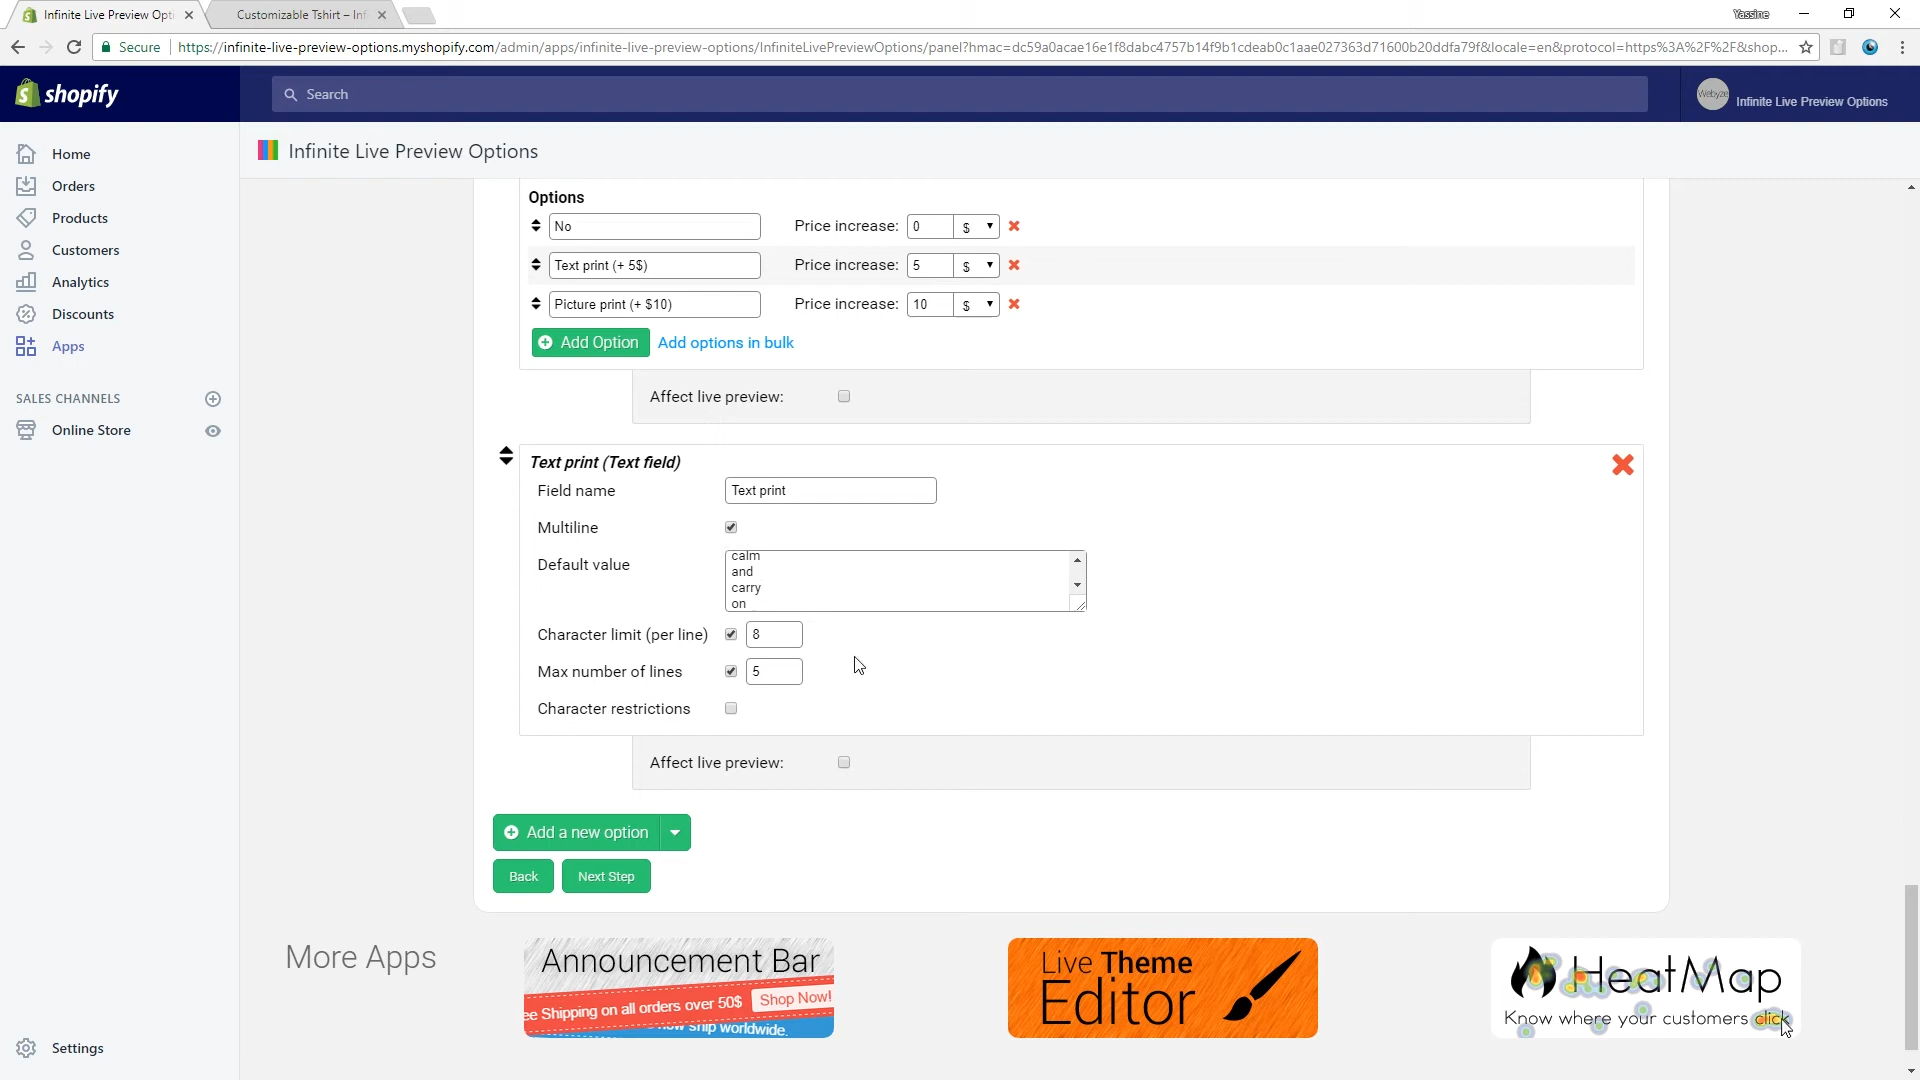 Infinite Live Preview Opti
Customizable Tshirt – Inf
Yassine
Secure
https://infinite-live-preview-options.myshopify.com/admin/apps/infinite-live-preview-options/InfiniteLivePreviewOptions/panel?hmac=dc59a0acae16e1f8dabc4757b14f9b1cdeab0c1aae027363d71600b20ddfa79f&locale=en&protocol=https%3A%2F%2F&shop...
shopify
Search
Webyze
Infinite Live Preview Options
Infinite Live Preview Options
Home
Orders
Products
Customers
Analytics
Discounts
Apps
SALES CHANNELS
Online Store
Settings
Options
No Price increase: 0 $
Text print (+ 5$) Price increase: 5 $
Picture print (+ $10) Price increase: 10 $
Add Option Add options in bulk
Affect live preview:
Text print (Text field)
Field name Text print
Multiline
Default value
calm
and
carry
on
Character limit (per line) 8
Max number of lines 5
Character restrictions
Affect live preview:
Add a new option
Back Next Step
More Apps
Announcement Bar
ee Shipping on all orders over 50$ Shop Now!
now ship worldwide.
Live Theme
Editor
HeatMap
Know where your customers click